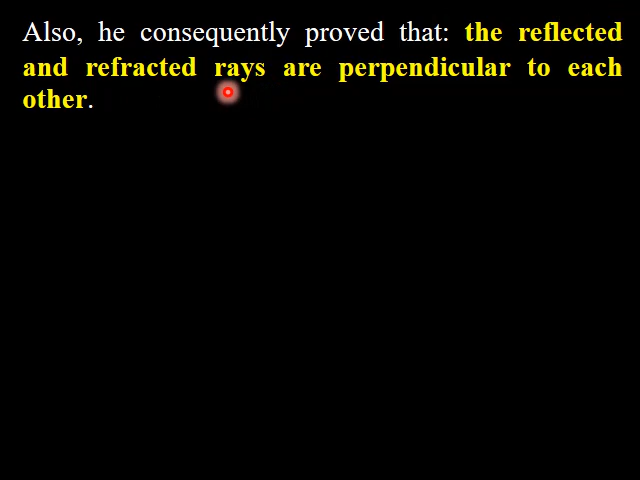 Also, he consequently proved that: the reflected
and refracted rays are perpendicular to each
other.